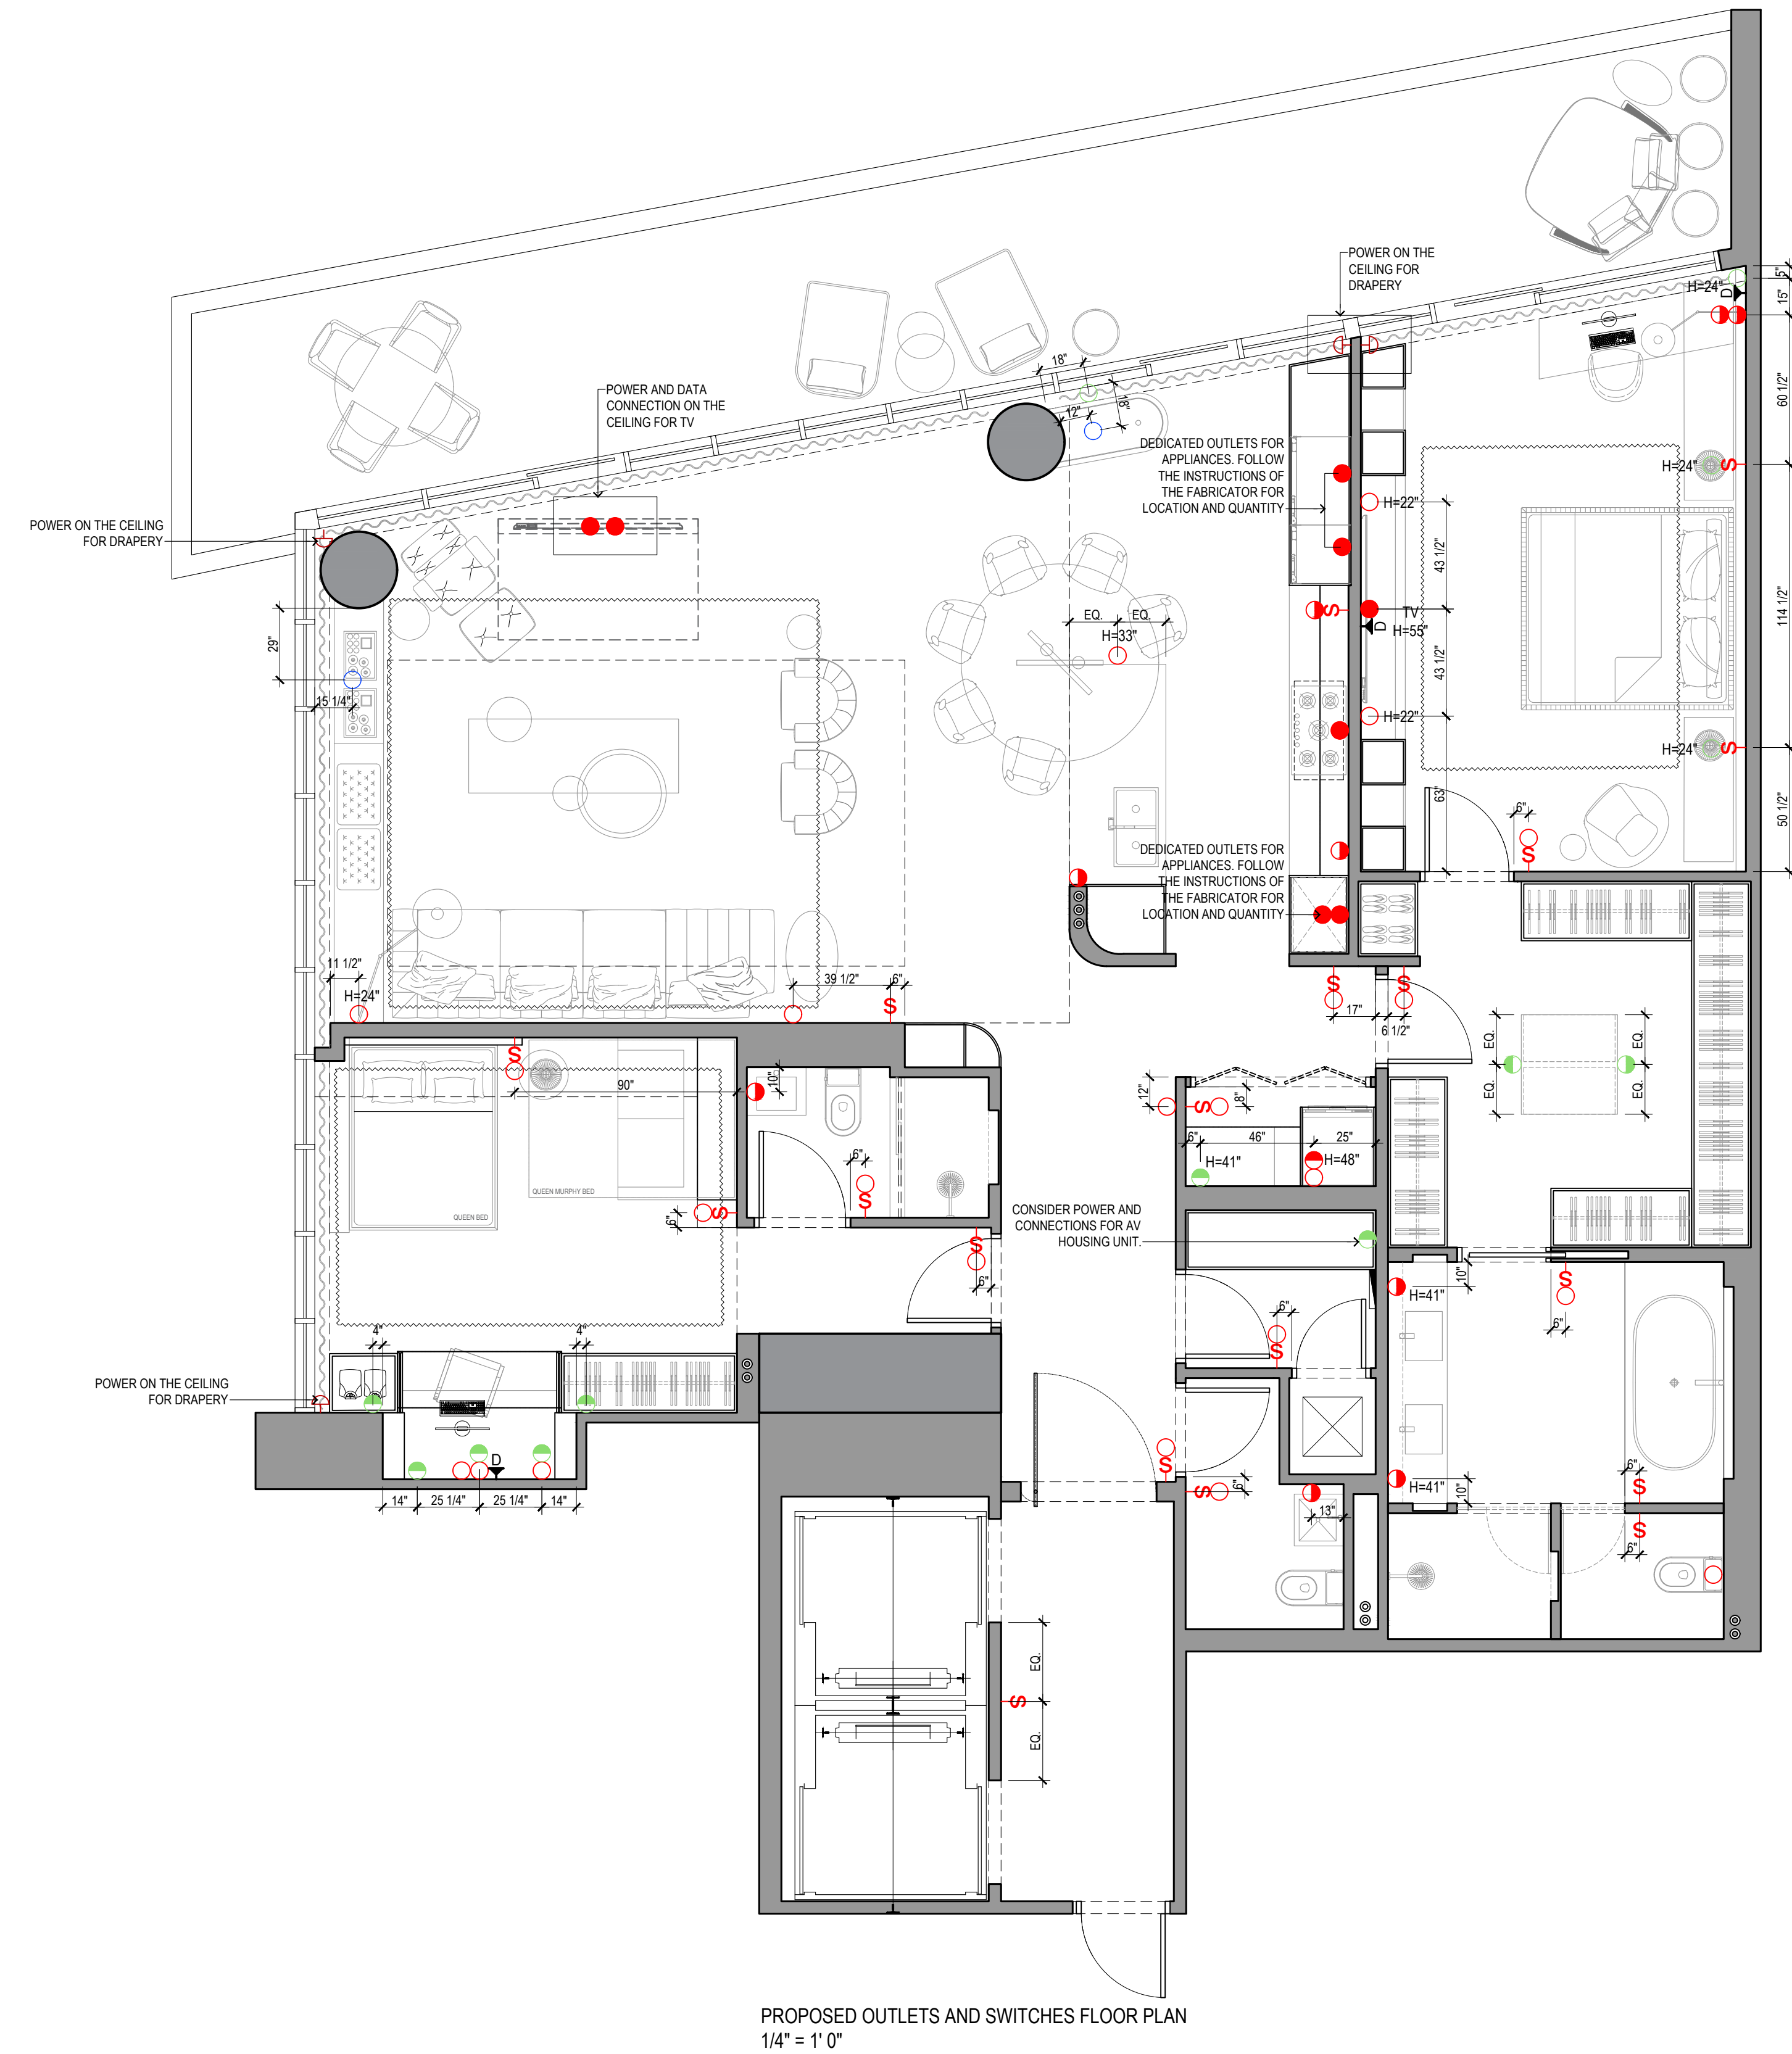 POWER ON THE
CEILING FOR
DRAPERY
H=24"
D
5"
15"
60 1/2"
18"
18"
12"
POWER AND DATA
CONNECTION ON THE
CEILING FOR TV
DEDICATED OUTLETS FOR
APPLIANCES. FOLLOW
THE INSTRUCTIONS OF
THE FABRICATOR FOR
LOCATION AND QUANTITY
H=24"
S
H=22"
43 1/2"
POWER ON THE CEILING
FOR DRAPERY
EQ.
EQ.
H=33"
S
TV
D
H=55"
114 1/2"
29"
43 1/2"
15 1/4"
H=22"
H=24"
S
63"
6"
S
50 1/2"
DEDICATED OUTLETS FOR
APPLIANCES. FOLLOW
THE INSTRUCTIONS OF
THE FABRICATOR FOR
LOCATION AND QUANTITY
11 1/2"
H=24"
39 1/2"
6"
S
S
S
17"
6 1/2"
EQ.
EQ.
EQ.
EQ.
S
90"
10"
12"
S
8"
6"
46"
25"
H=41"
H=48"
6"
S
QUEEN MURPHY BED
QUEEN BED
S
6"
S
6"
CONSIDER POWER AND
CONNECTIONS FOR AV
HOUSING UNIT.
10"
H=41"
S
6"
6"
S
4"
4"
POWER ON THE CEILING
FOR DRAPERY
D
14"
25 1/4"
25 1/4"
14"
S
S
6"
13"
H=41"
10"
6"
S
S
6"
EQ.
S
EQ.
PROPOSED OUTLETS AND SWITCHES FLOOR PLAN
1/4" = 1' 0"